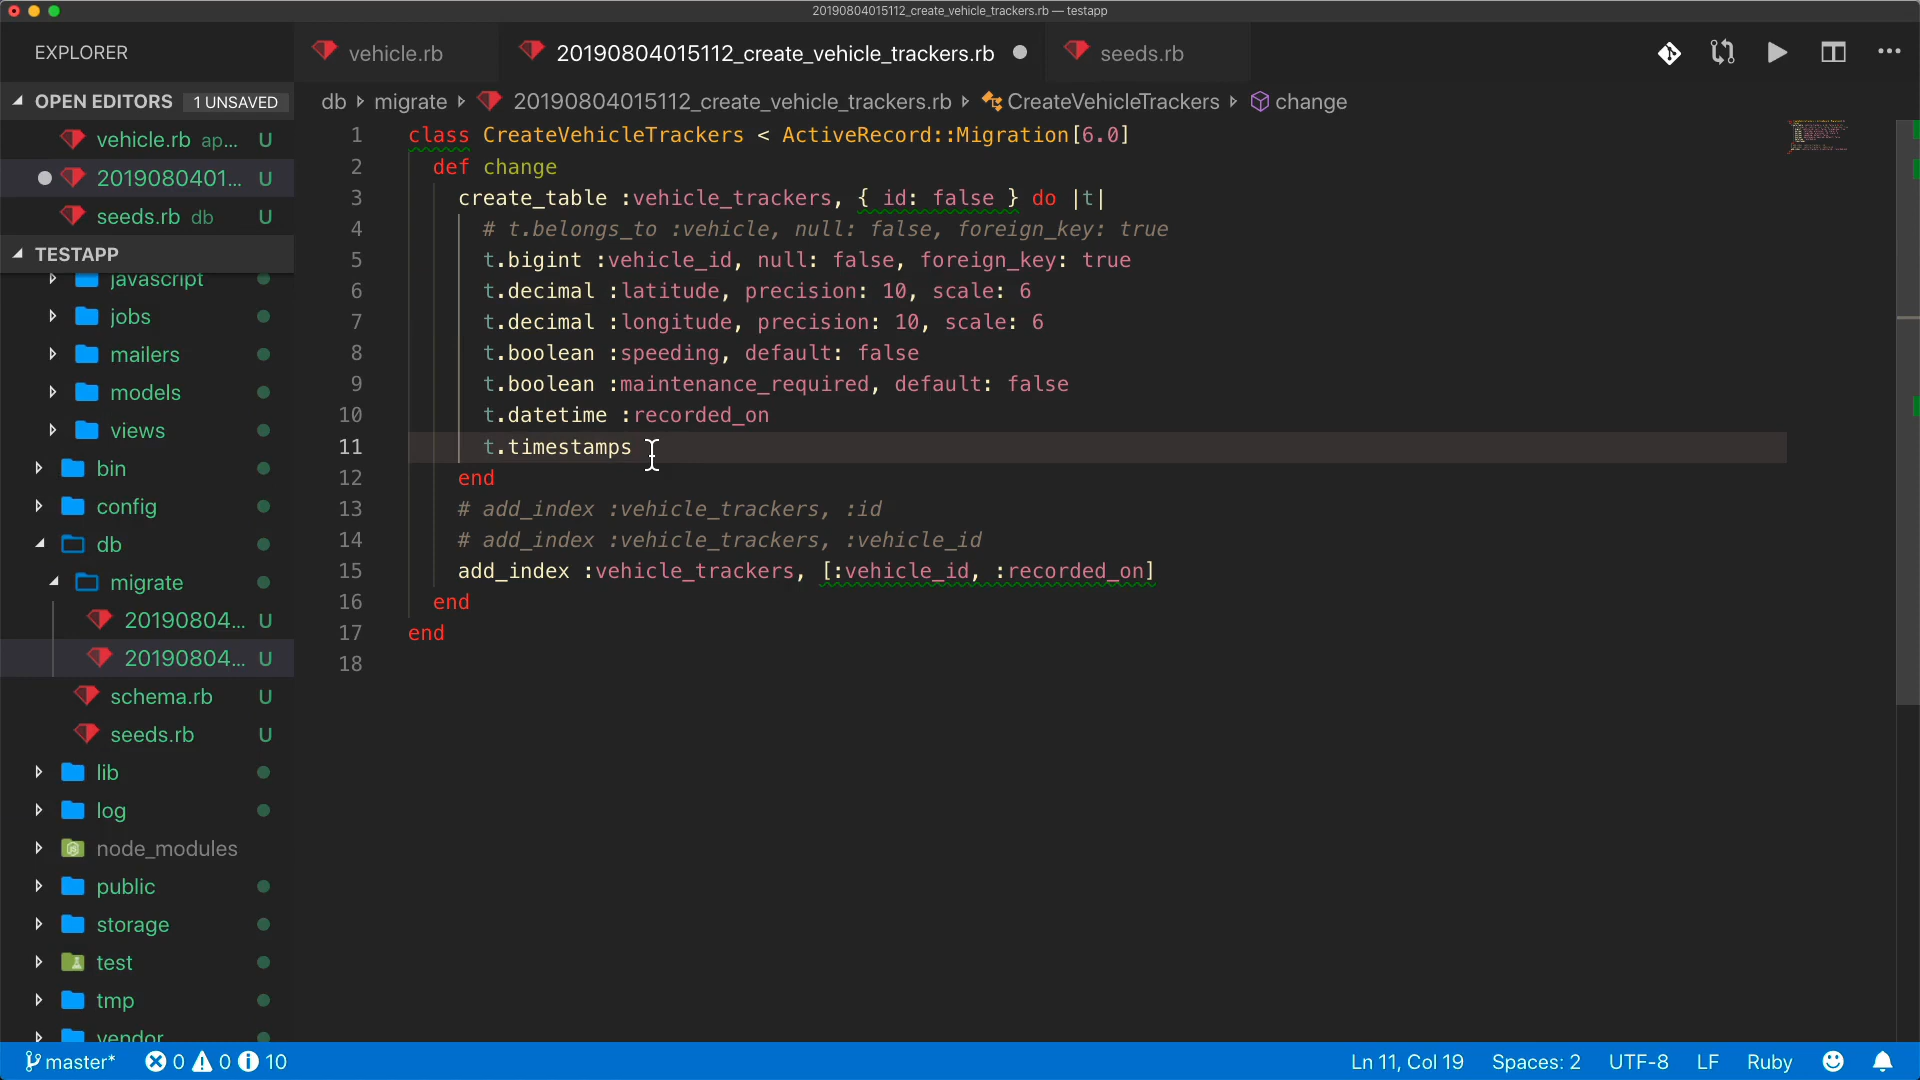 20190804015112_create_vehicle_trackers.rb — testapp
EXPLORER
vehicle.rb
20190804015112_create_vehicle_trackers.rb
seeds.rb
OPEN EDITORS 1 UNSAVED
db migrate 20190804015112_create_vehicle_trackers.rb CreateVehicleTrackers change
vehicle.rb ap... U
2019080401... U
seeds.rb db U
TESTAPP
javascript
jobs
mailers
models
views
bin
config
db
migrate
20190804... U
20190804... U
schema.rb U
seeds.rb U
lib
log
node_modules
public
storage
test
tmp
vendor
1 class CreateVehicleTrackers < ActiveRecord::Migration[6.0]
2 def change
3 create_table :vehicle_trackers, { id: false } do |t|
4 # t.belongs_to :vehicle, null: false, foreign_key: true
5 t.bigint :vehicle_id, null: false, foreign_key: true
6 t.decimal :latitude, precision: 10, scale: 6
7 t.decimal :longitude, precision: 10, scale: 6
8 t.boolean :speeding, default: false
9 t.boolean :maintenance_required, default: false
10 t.datetime :recorded_on
11 t.timestamps
12 end
13 # add_index :vehicle_trackers, :id
14 # add_index :vehicle_trackers, :vehicle_id
15 add_index :vehicle_trackers, [:vehicle_id, :recorded_on]
16 end
17 end
18
master* 0 0 10 Ln 11, Col 19 Spaces: 2 UTF-8 LF Ruby